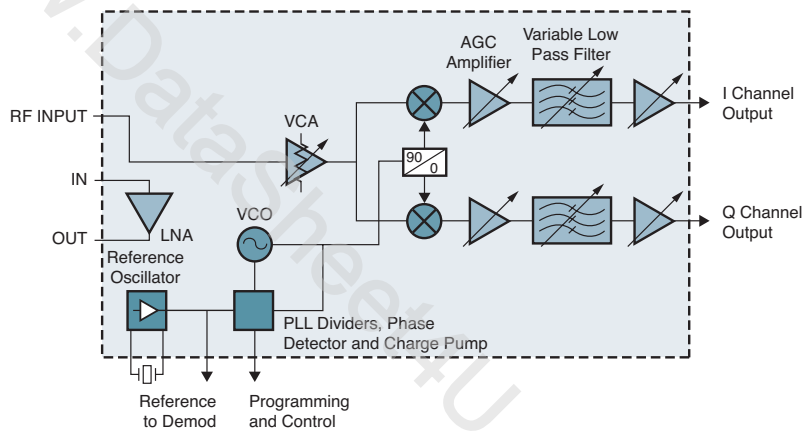 AGC
Amplifier
Variable Low
Pass Filter
I Channel
Output
RF INPUT
VCA
90
0
IN
OUT
LNA
VCO
Q Channel
Output
Reference
Oscillator
PLL Dividers, Phase
Detector and Charge Pump
Reference
to Demod
Programming
and Control
w.DataSheet4U